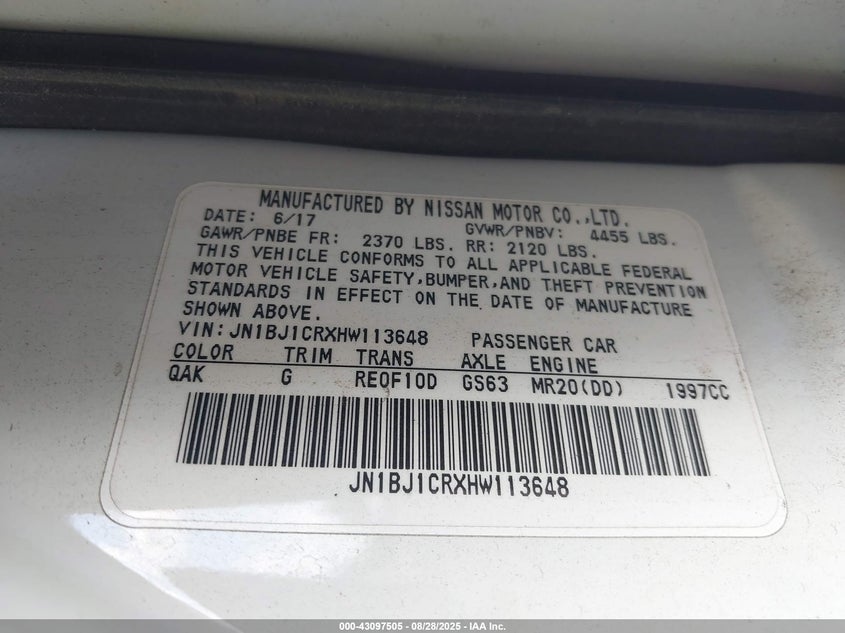 MANUFACTURED BY NISSAN MOTOR CO.,LTD.
DATE: 6/17 GVWR/PNBV: 4455 LBS.
GAWR/PNBE FR: 2370 LBS. RR: 2120 LBS.
THIS VEHICLE CONFORMS TO ALL APPLICABLE FEDERAL
MOTOR VEHICLE SAFETY,BUMPER,AND THEFT PREVENTION
STANDARDS IN EFFECT ON THE DATE OF MANUFACTURE
SHOWN ABOVE.
VIN:JN1BJ1CRXHW113648 PASSENGER CAR
COLOR TRIM TRANS AXLE ENGINE
QAK G RE0F10D GS63 MR20(DD) 1997CC
JN1BJ1CRXHW113648
000-43097505 | 08/28/2025 - IAA Inc.